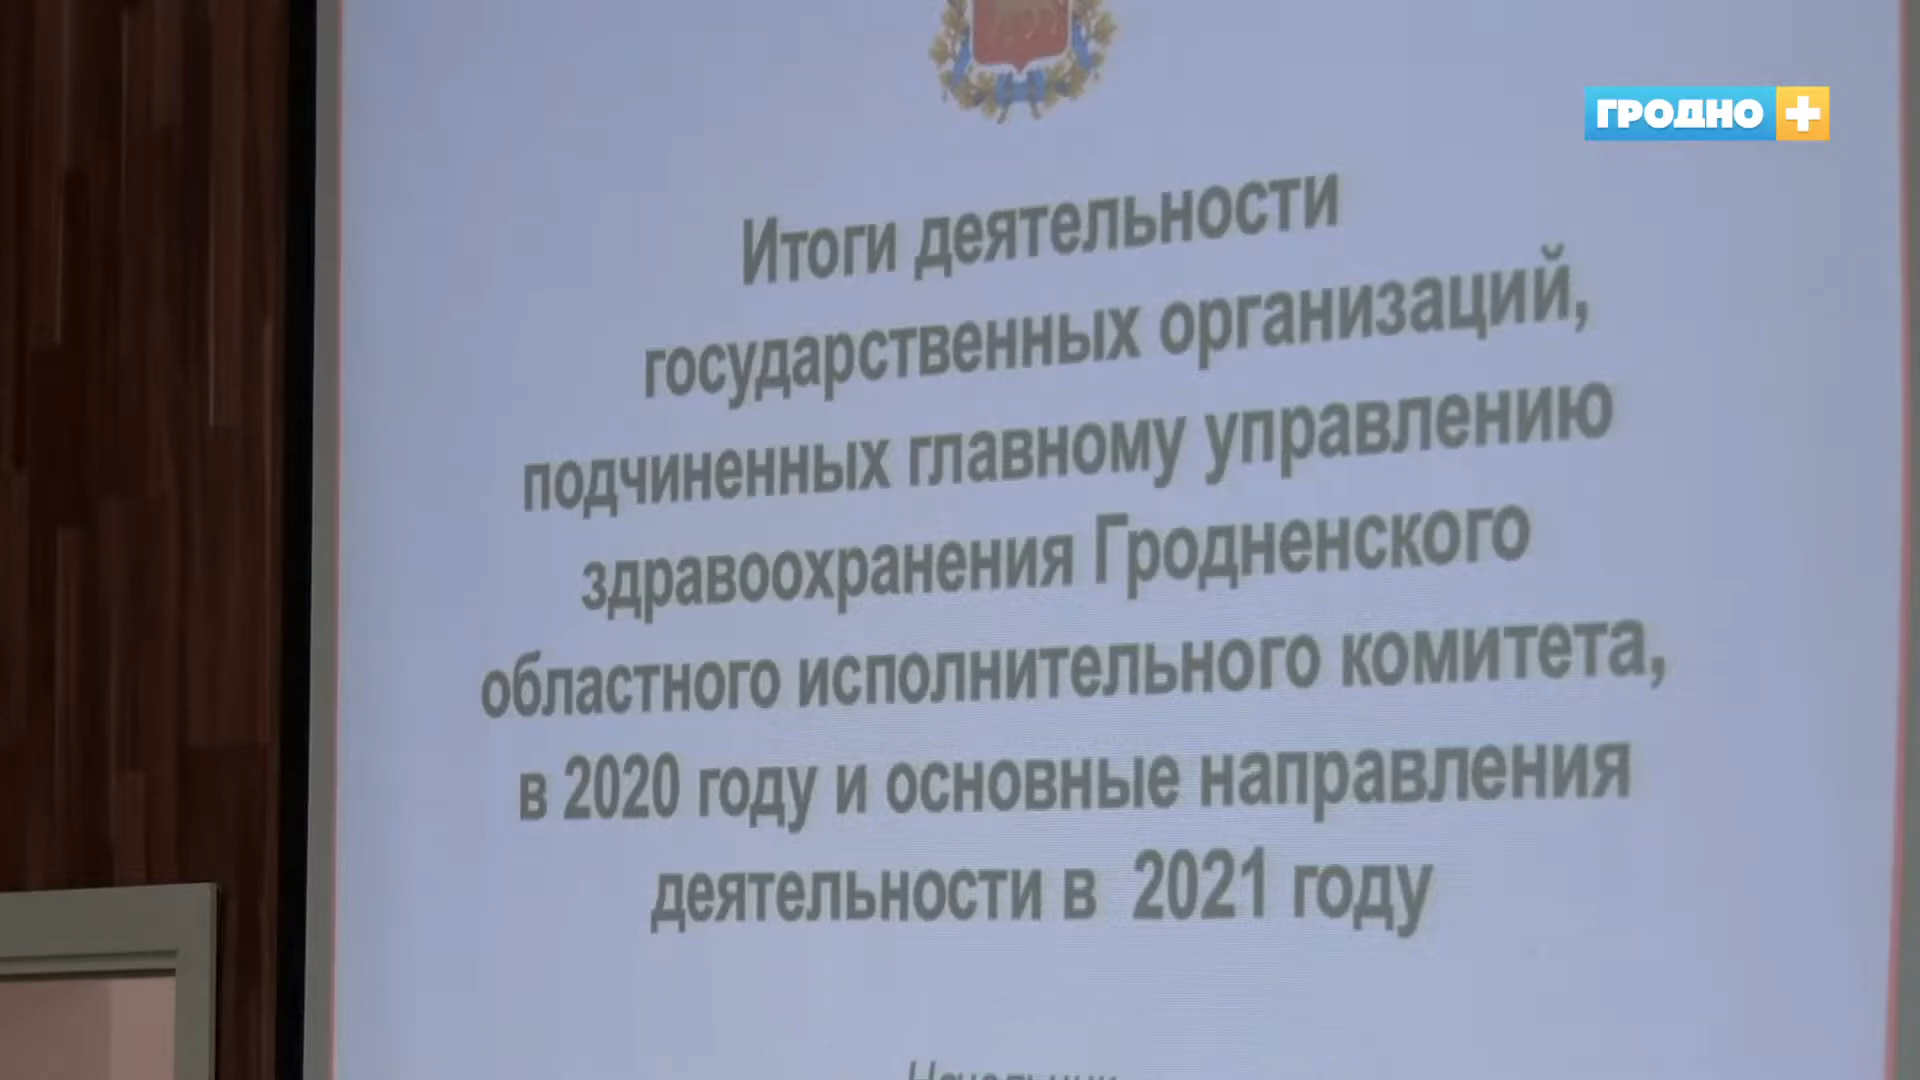 ГРОДНО +
Итоги деятельности
государственных организаций,
подчиненных главному управлению
здравоохранения Гродненского
областного исполнительного комитета,
в 2020 году и основные направления
деятельности в 2021 году
Начальник